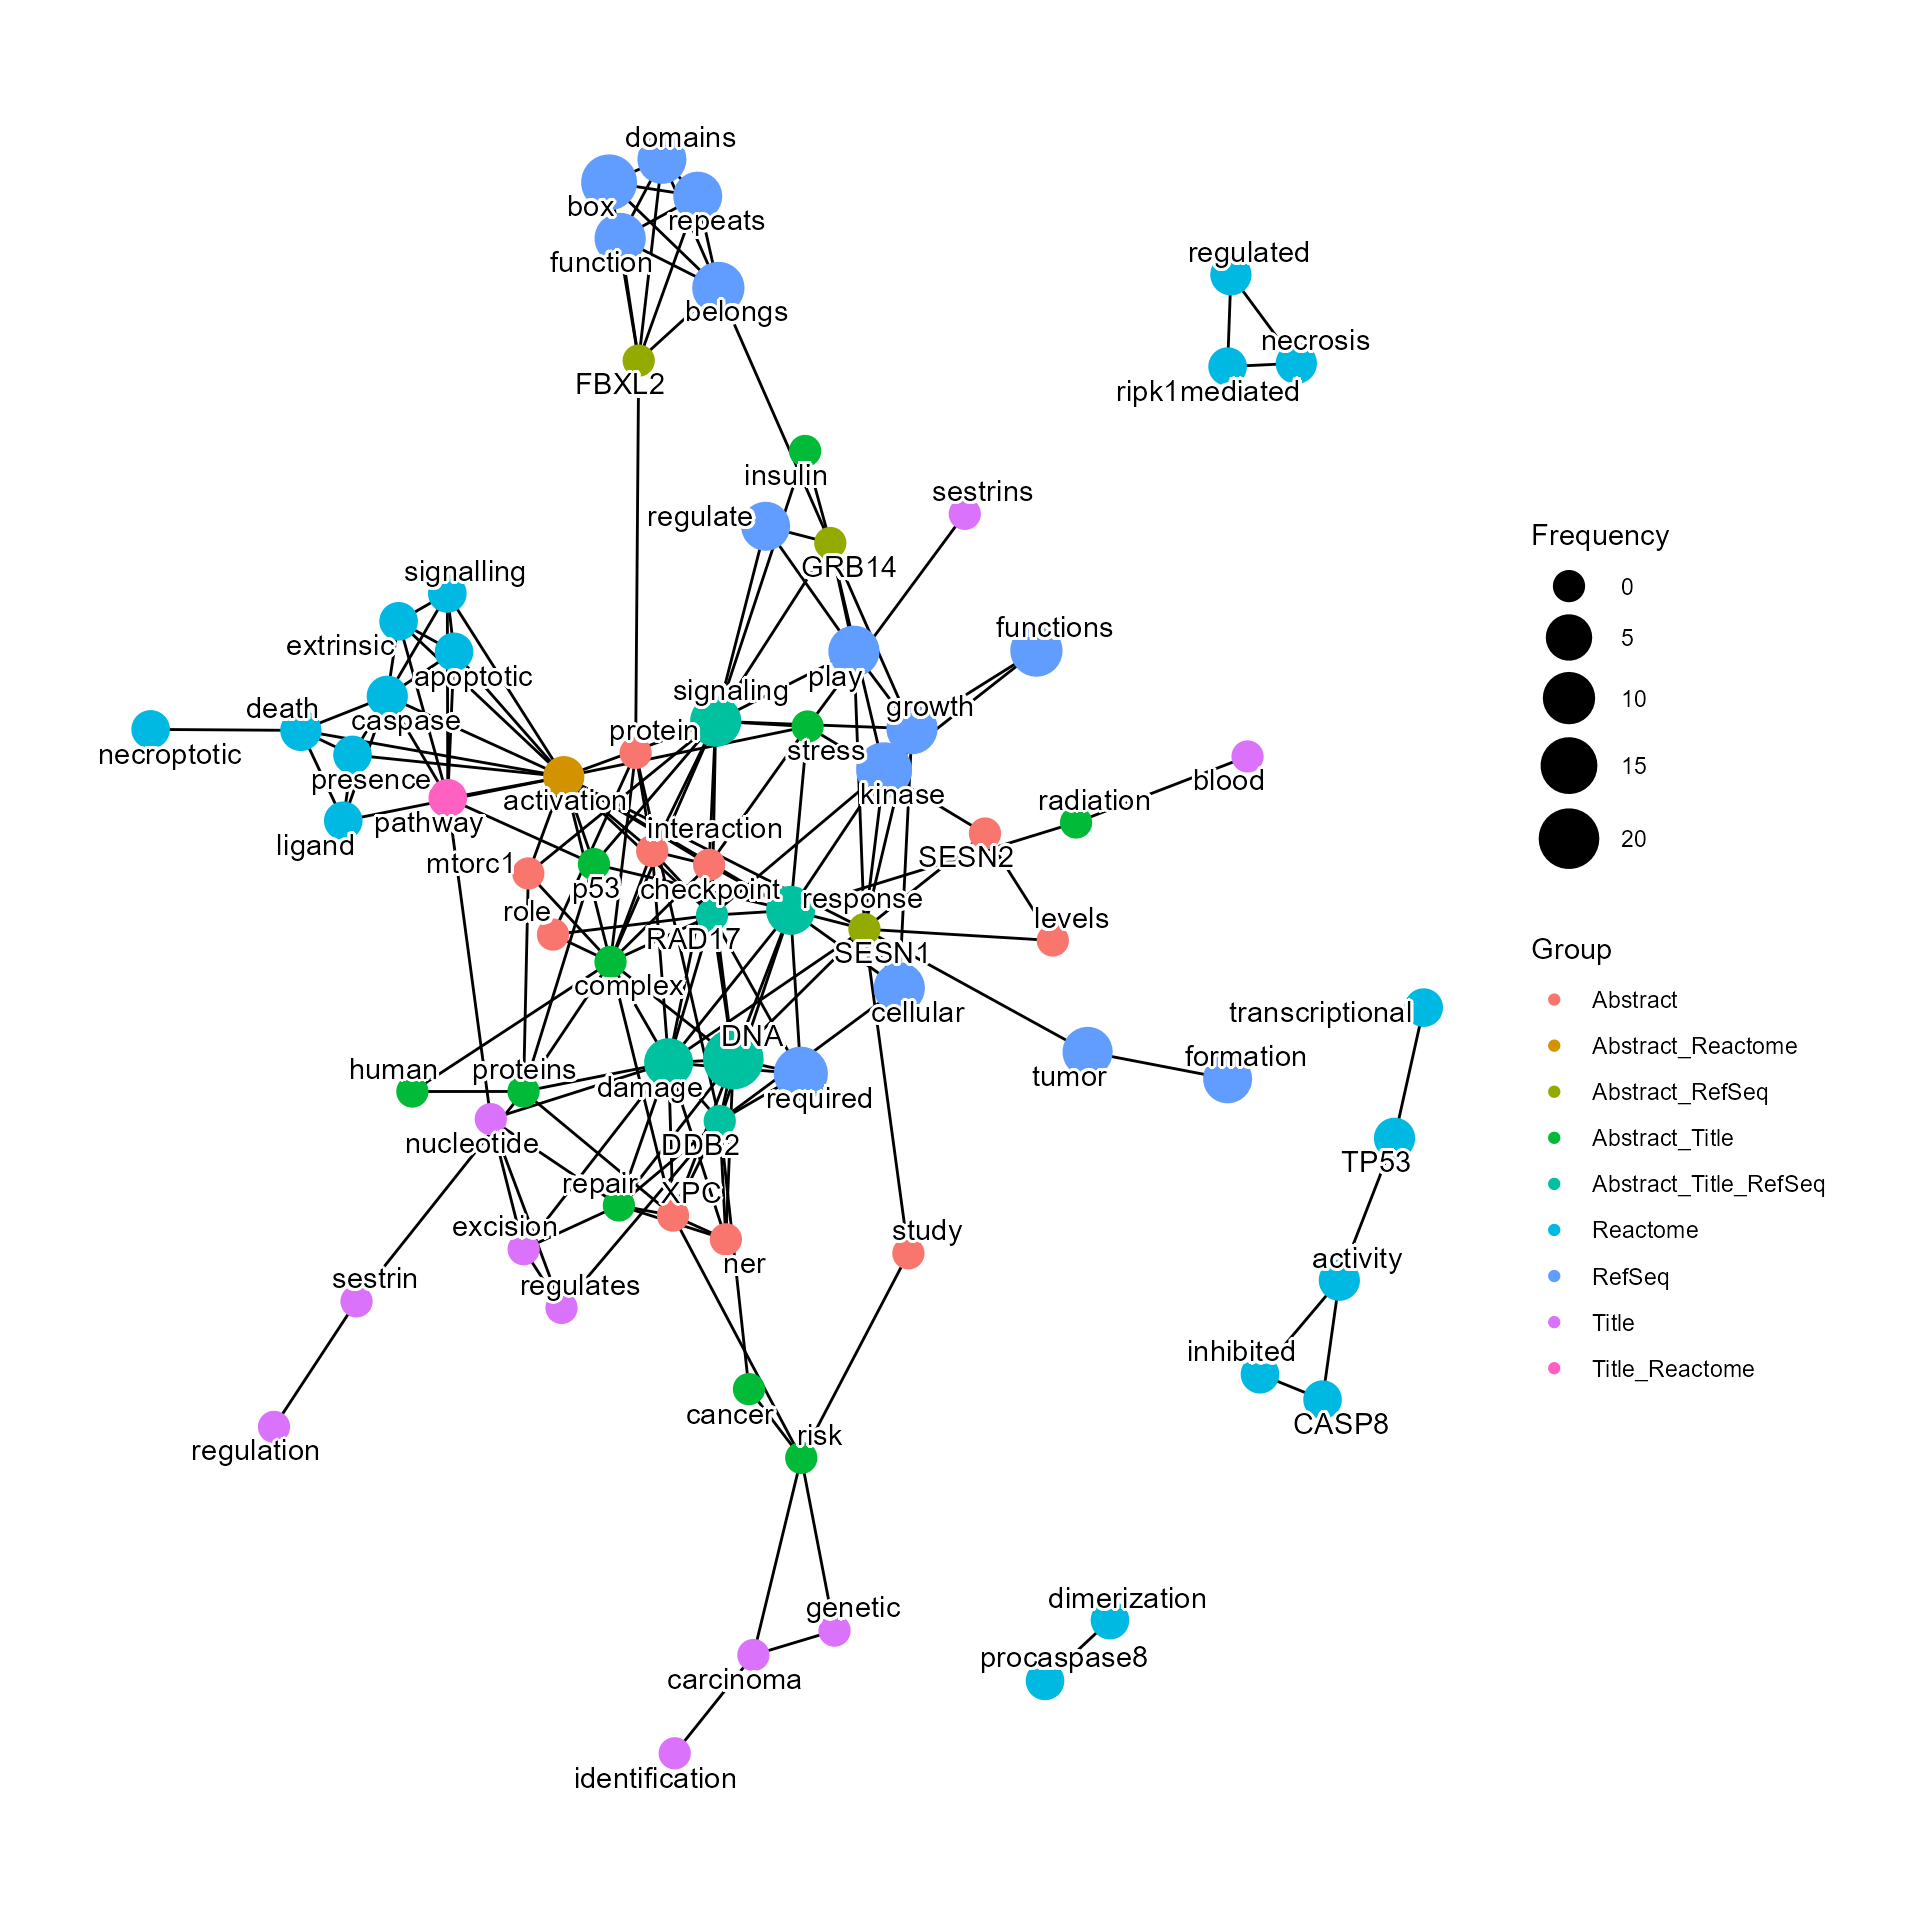 domains
box
repeats
function
belongs
FBXL2
regulated
necrosis
ripk1mediated
insulin
sestrins
regulate
GRB14
signalling
extrinsic
apoptotic
functions
play
signaling
death
caspase
growth
protein
necroptotic
stress
presence
blood
activation
kinase
radiation
pathway
interaction
ligand
mtorc1
SESN2
p53
checkpoint
response
role
levels
RAD17
SESN1
complex
cellular
transcriptional
DNA
formation
human
proteins
tumor
damage
required
nucleotide
DDB2
TP53
repair
XPC
excision
study
ner
activity
sestrin
regulates
inhibited
cancer
CASP8
risk
regulation
genetic
dimerization
procaspase8
carcinoma
identification
Frequency
0
5
10
15
20
Group
Abstract
Abstract_Reactome
Abstract_RefSeq
Abstract_Title
Abstract_Title_RefSeq
Reactome
RefSeq
Title
Title_Reactome